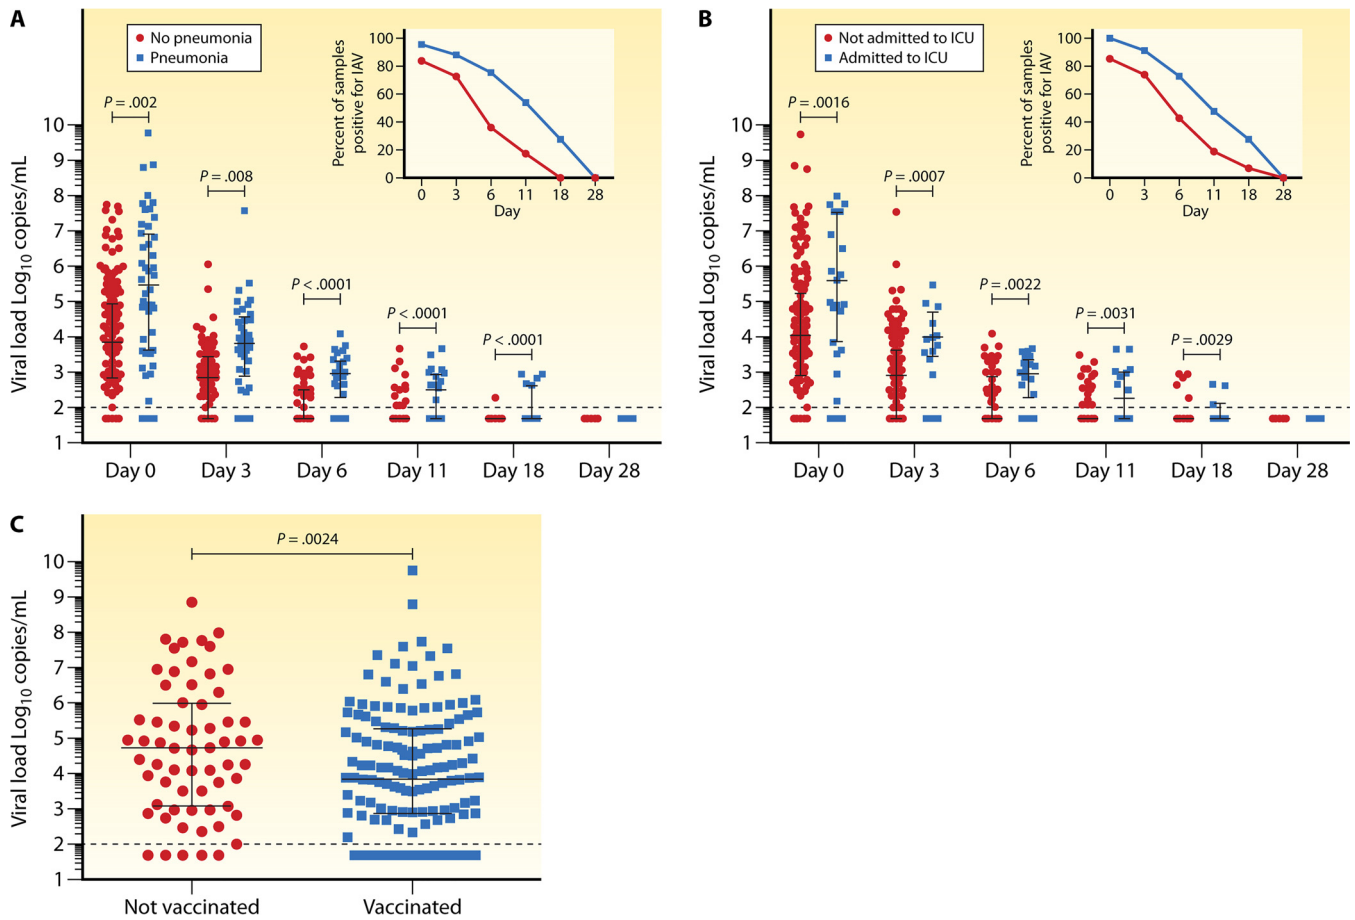 A
No pneumonia
Pneumonia
P = .002
P = .008
P < .0001
P < .0001
P < .0001
Viral load Log10 copies/mL
10
9
8
7
6
5
4
3
2
1
Day 0
Day 3
Day 6
Day 11
Day 18
Day 28
Percent of samples
positive for IAV
100
80
60
40
20
0
0
3
6
11
18
28
Day
B
Not admitted to ICU
Admitted to ICU
P = .0016
P = .0007
P = .0022
P = .0031
P = .0029
Viral load Log10 copies/mL
10
9
8
7
6
5
4
3
2
1
Day 0
Day 3
Day 6
Day 11
Day 18
Day 28
Percent of samples
positive for IAV
100
80
60
40
20
0
0
3
6
11
18
28
Day
C
P = .0024
Viral load Log10 copies/mL
10
9
8
7
6
5
4
3
2
1
Not vaccinated
Vaccinated